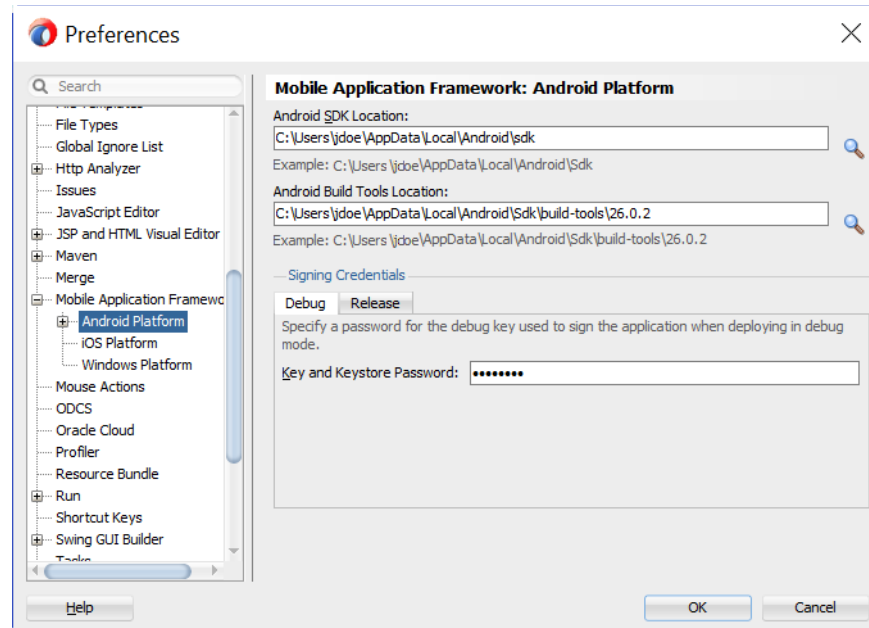 Preferences
Search
File Templates
File Types
Global Ignore List
Http Analyzer
Issues
JavaScript Editor
JSP and HTML Visual Editor
Maven
Merge
Mobile Application Framewo
Android Platform
iOS Platform
Windows Platform
Mouse Actions
ODCS
Oracle Cloud
Profiler
Resource Bundle
Run
Shortcut Keys
Swing GUI Builder
Tasks
Help
Mobile Application Framework: Android Platform
Android SDK Location:
C:\Users\jdoe\AppData\Local\Android\sdk
Example: C:\Users\jdoe\AppData\Local\Android\Sdk
Android Build Tools Location:
C:\Users\jdoe\AppData\Local\Android\Sdk\build-tools\26.0.2
Example: C:\Users\jdoe\AppData\Local\Android\Sdk\build-tools\26.0.2
Signing Credentials
Debug Release
Specify a password for the debug key used to sign the application when deploying in debug
mode.
Key and Keystore Password: ••••••••
OK Cancel